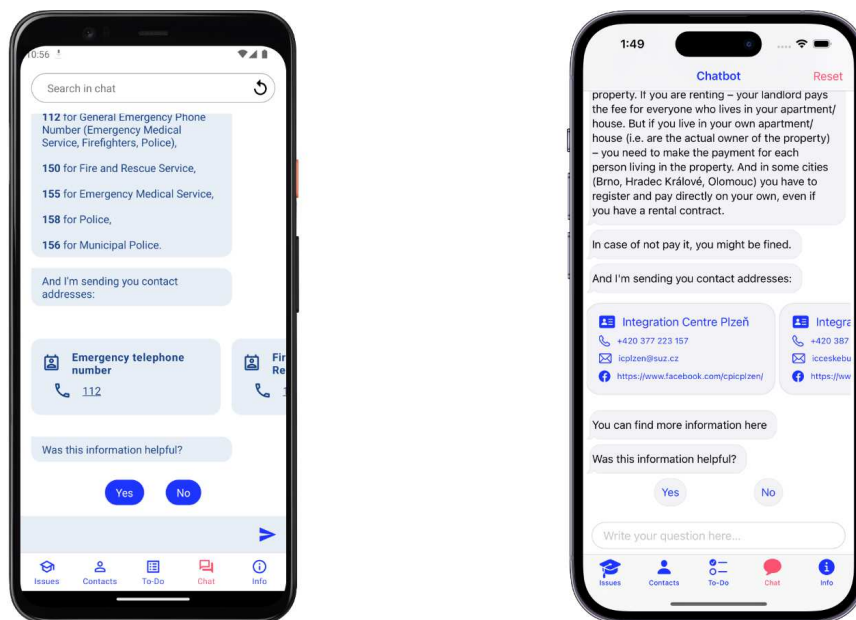 10:56
Search in chat
112 for General Emergency Phone
Number (Emergency Medical
Service, Firefighters, Police),
150 for Fire and Rescue Service,
155 for Emergency Medical Service,
158 for Police,
156 for Municipal Police.
And I'm sending you contact
addresses:
Emergency telephone
number
112
Was this information helpful?
Yes
No
Issues
Contacts
To-Do
Chat
Info
1:49
Chatbot
Reset
property. If you are renting – your landlord pays
the fee for everyone who lives in your apartment/
house. But if you live in your own apartment/
house (i.e. are the actual owner of the property)
– you need to make the payment for each
person living in the property. And in some cities
(Brno, Hradec Králové, Olomouc) you have to
register and pay directly on your own, even if
you have a rental contract.
In case of not pay it, you might be fined.
And I'm sending you contact addresses:
Integration Centre Plzeň
+420 377 223 157
icplzen@suz.cz
https://www.facebook.com/cpicplzen/
Integra
+420 387
icceskebu
https://ww
You can find more information here
Was this information helpful?
Yes
No
Write your question here...
Issues
Contacts
To-Do
Chat
Info